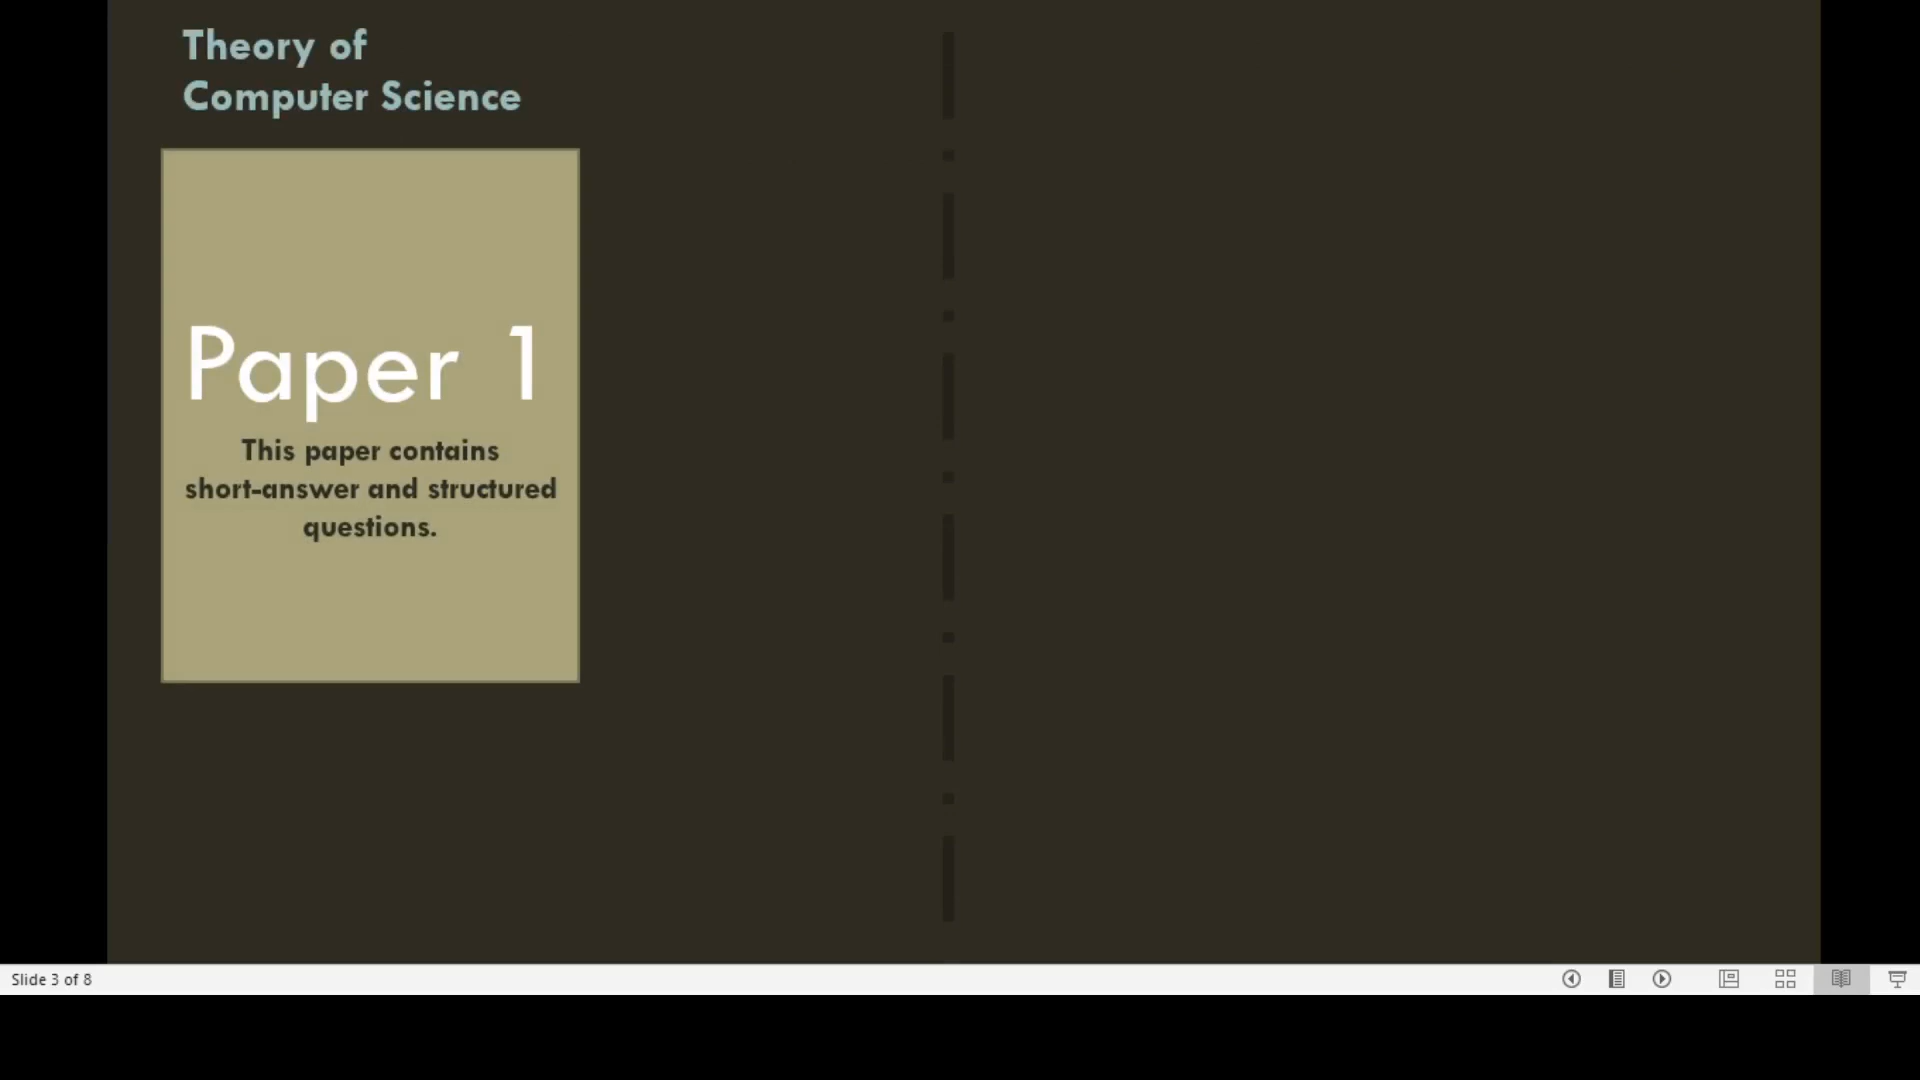 Theory of
Computer Science
Paper 1
This paper contains
short-answer and structured
questions.
Slide 3 of 8